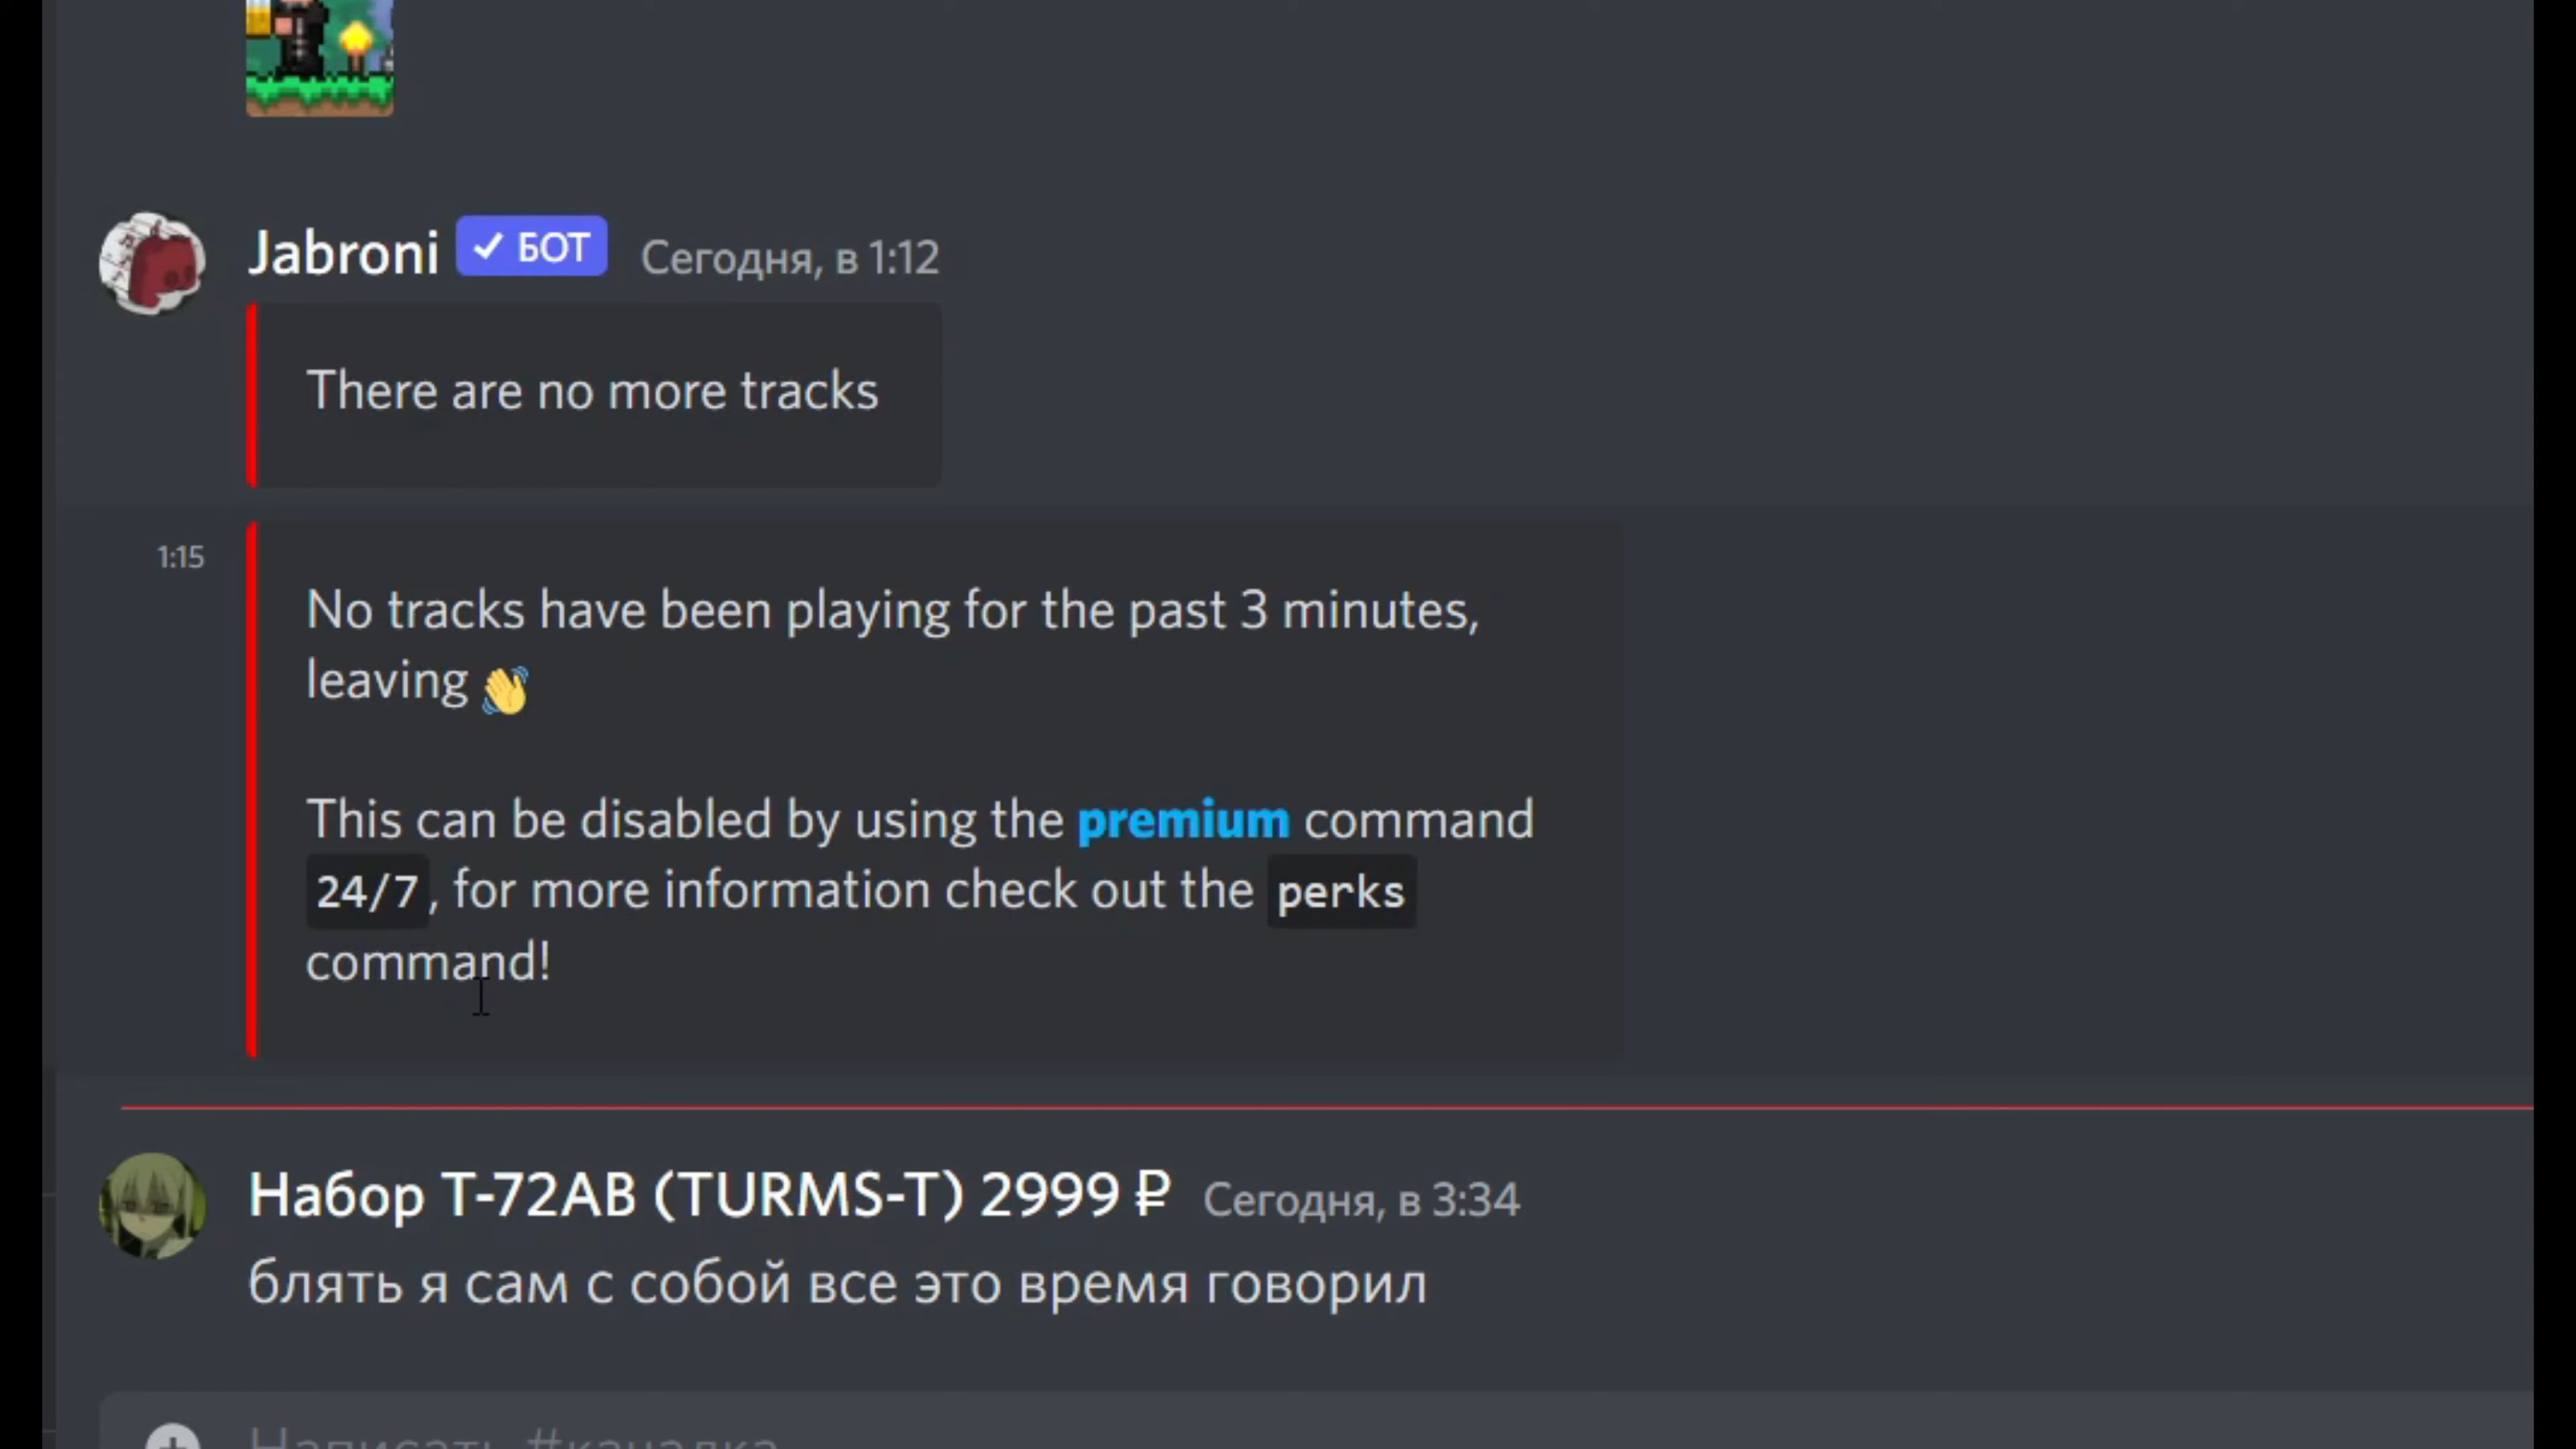 Jabroni ✓ БОТ Сегодня, в 1:12
There are no more tracks
1:15
No tracks have been playing for the past 3 minutes,
leaving 👋
This can be disabled by using the premium command
24/7, for more information check out the perks
command!
Набор Т-72АВ (TURMS-T) 2999 ₽ Сегодня, в 3:34
блять я сам с собой все это время говорил
Написать